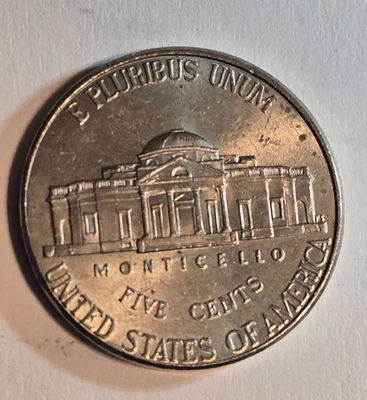 E PLURIBUS UNUM
MONTICELLO
FIVE CENTS
UNITED STATES OF AMERICA